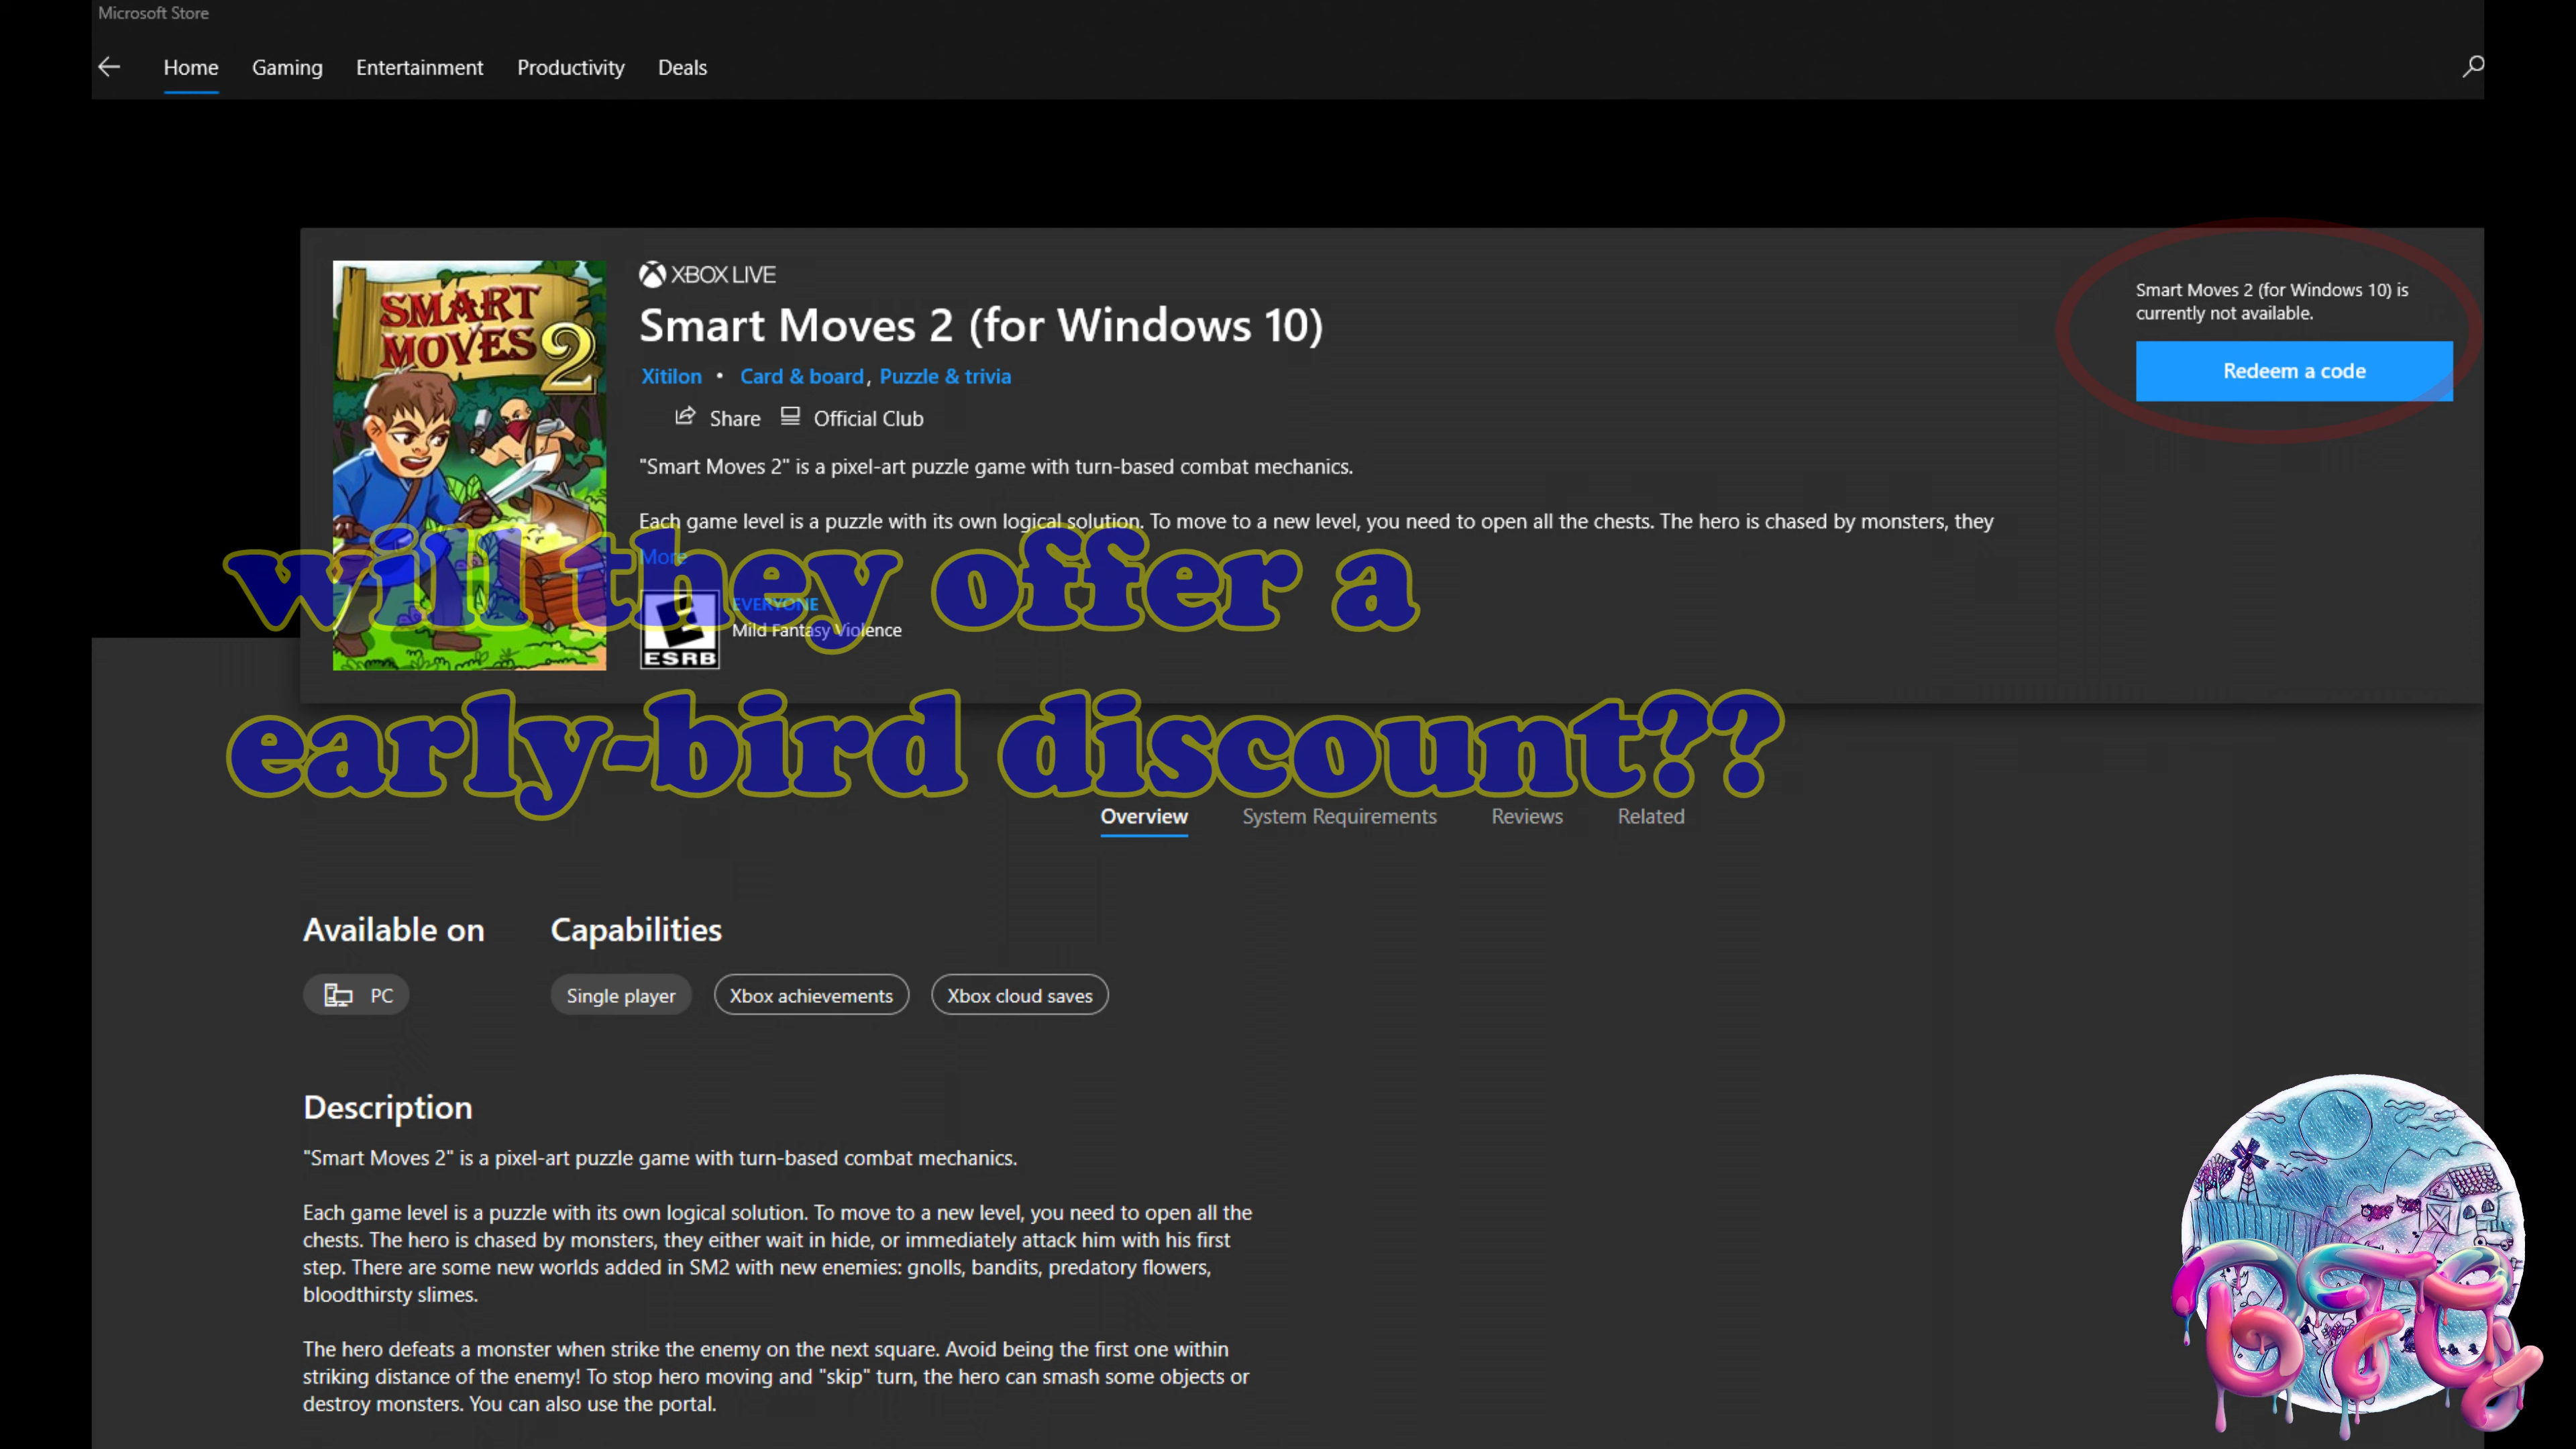 Microsoft Store
Home Gaming Entertainment Productivity Deals
SMART
MOVES 2
XBOX LIVE
Smart Moves 2 (for Windows 10)
Xitilon • Card & board, Puzzle & trivia
Share Official Club
"Smart Moves 2" is a pixel-art puzzle game with turn-based combat mechanics.
Each game level is a puzzle with its own logical solution. To move to a new level, you need to open all the chests. The hero is chased by monsters, they
More
EVERYONE
Mild Fantasy Violence
ESRB
Smart Moves 2 (for Windows 10) is
currently not available.
Redeem a code
will they offer a
early-bird discount??
Overview System Requirements Reviews Related
Available on Capabilities
PC Single player Xbox achievements Xbox cloud saves
Description
"Smart Moves 2" is a pixel-art puzzle game with turn-based combat mechanics.
Each game level is a puzzle with its own logical solution. To move to a new level, you need to open all the
chests. The hero is chased by monsters, they either wait in hide, or immediately attack him with his first
step. There are some new worlds added in SM2 with new enemies: gnolls, bandits, predatory flowers,
bloodthirsty slimes.
The hero defeats a monster when strike the enemy on the next square. Avoid being the first one within
striking distance of the enemy! To stop hero moving and "skip" turn, the hero can smash some objects or
destroy monsters. You can also use the portal.